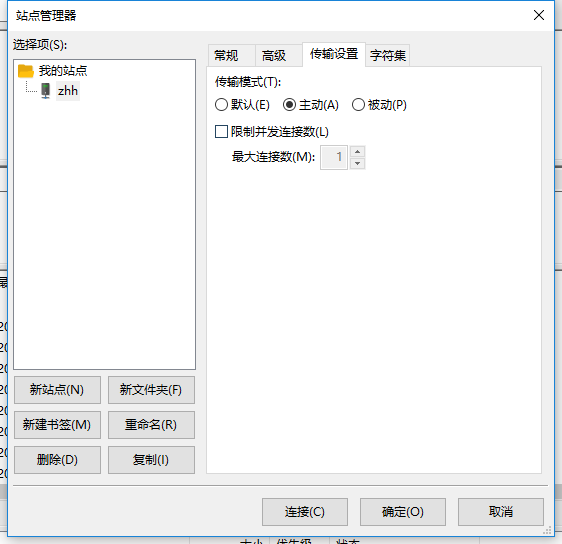 站点管理器
选择项(S):
我的站点
zhh
新站点(N)
新文件夹(F)
新建书签(M)
重命名(R)
删除(D)
复制(I)
常规
高级
传输设置
字符集
传输模式(T):
默认(E)
主动(A)
被动(P)
限制并发连接数(L)
最大连接数(M):
1
连接(C)
确定(O)
取消